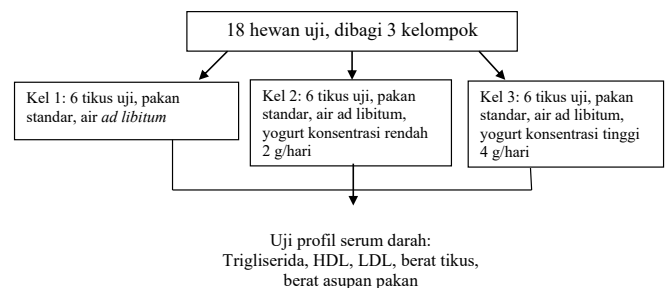 18 hewan uji, dibagi 3 kelompok
Kel 1: 6 tikus uji, pakan
standar, air ad libitum
Kel 2: 6 tikus uji, pakan
standar, air ad libitum,
yogurt konsentrasi rendah
2 g/hari
Kel 3: 6 tikus uji, pakan
standar, air ad libitum,
yogurt konsentrasi tinggi
4 g/hari
Uji profil serum darah:
Trigliserida, HDL, LDL, berat tikus,
berat asupan pakan